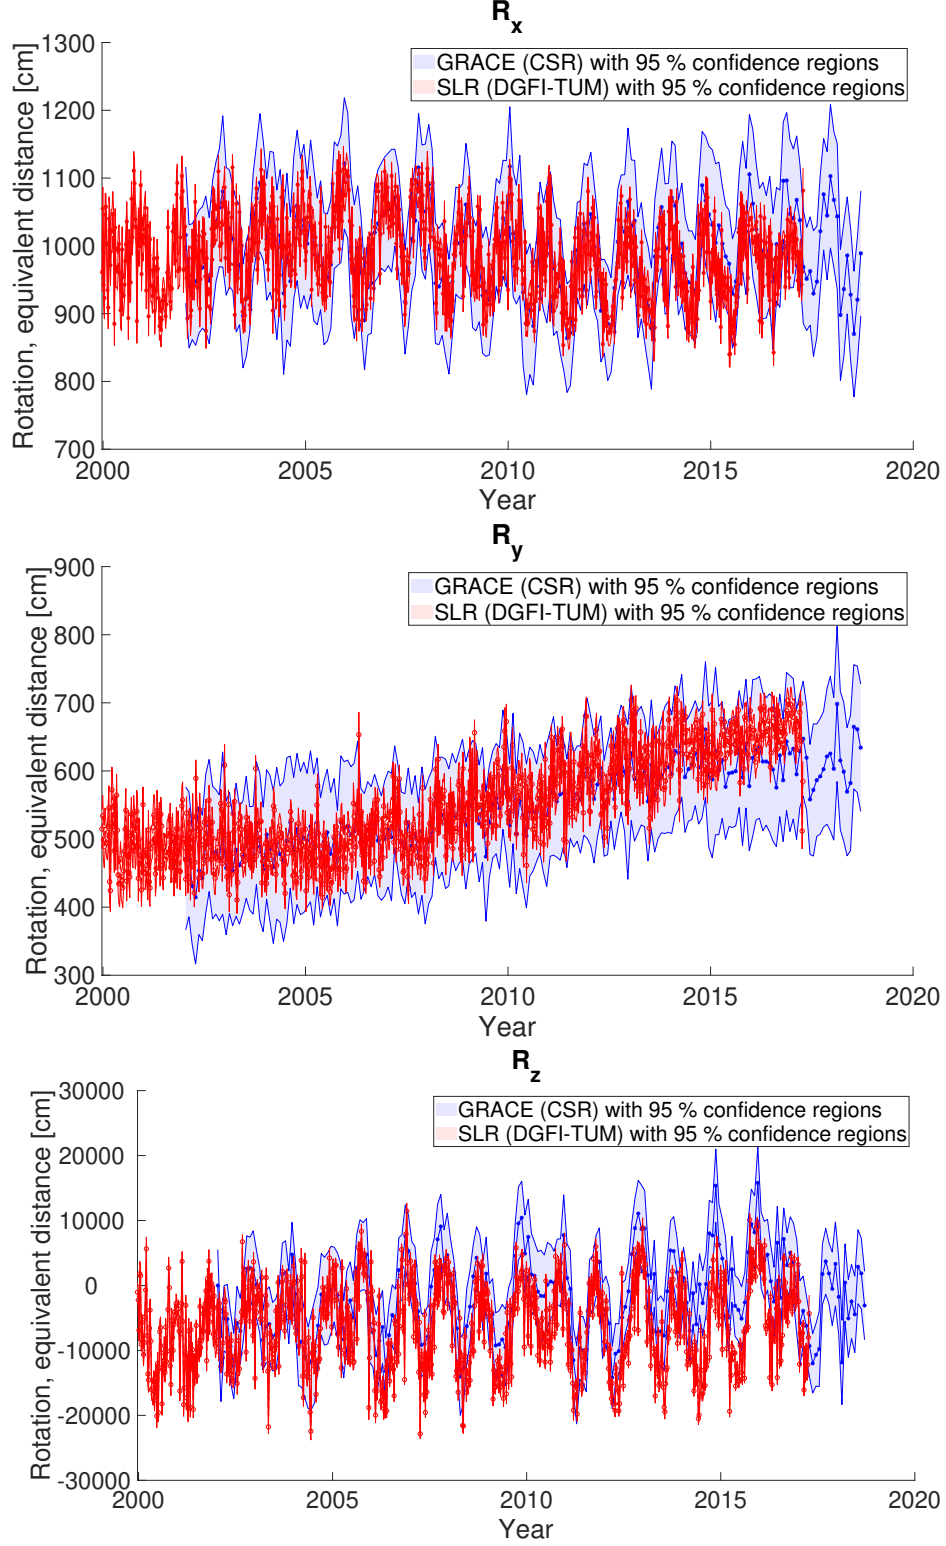 R_x
1300
1200
1100
1000
900
800
700
Rotation, equivalent distance [cm]
GRACE (CSR) with 95 % confidence regions
SLR (DGFI-TUM) with 95 % confidence regions
2000 2005 2010 2015 2020
Year
R_y
900
800
700
600
500
400
300
Rotation, equivalent distance [cm]
GRACE (CSR) with 95 % confidence regions
SLR (DGFI-TUM) with 95 % confidence regions
2000 2005 2010 2015 2020
Year
R_z
30000
20000
10000
0
-10000
-20000
-30000
Rotation, equivalent distance [cm]
GRACE (CSR) with 95 % confidence regions
SLR (DGFI-TUM) with 95 % confidence regions
2000 2005 2010 2015 2020
Year